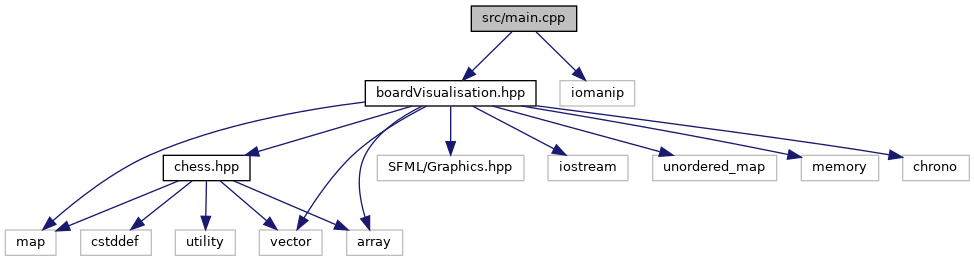 src/main.cpp
boardVisualisation.hpp
iomanip
chess.hpp
SFML/Graphics.hpp
iostream
unordered_map
memory
chrono
map
cstddef
utility
vector
array